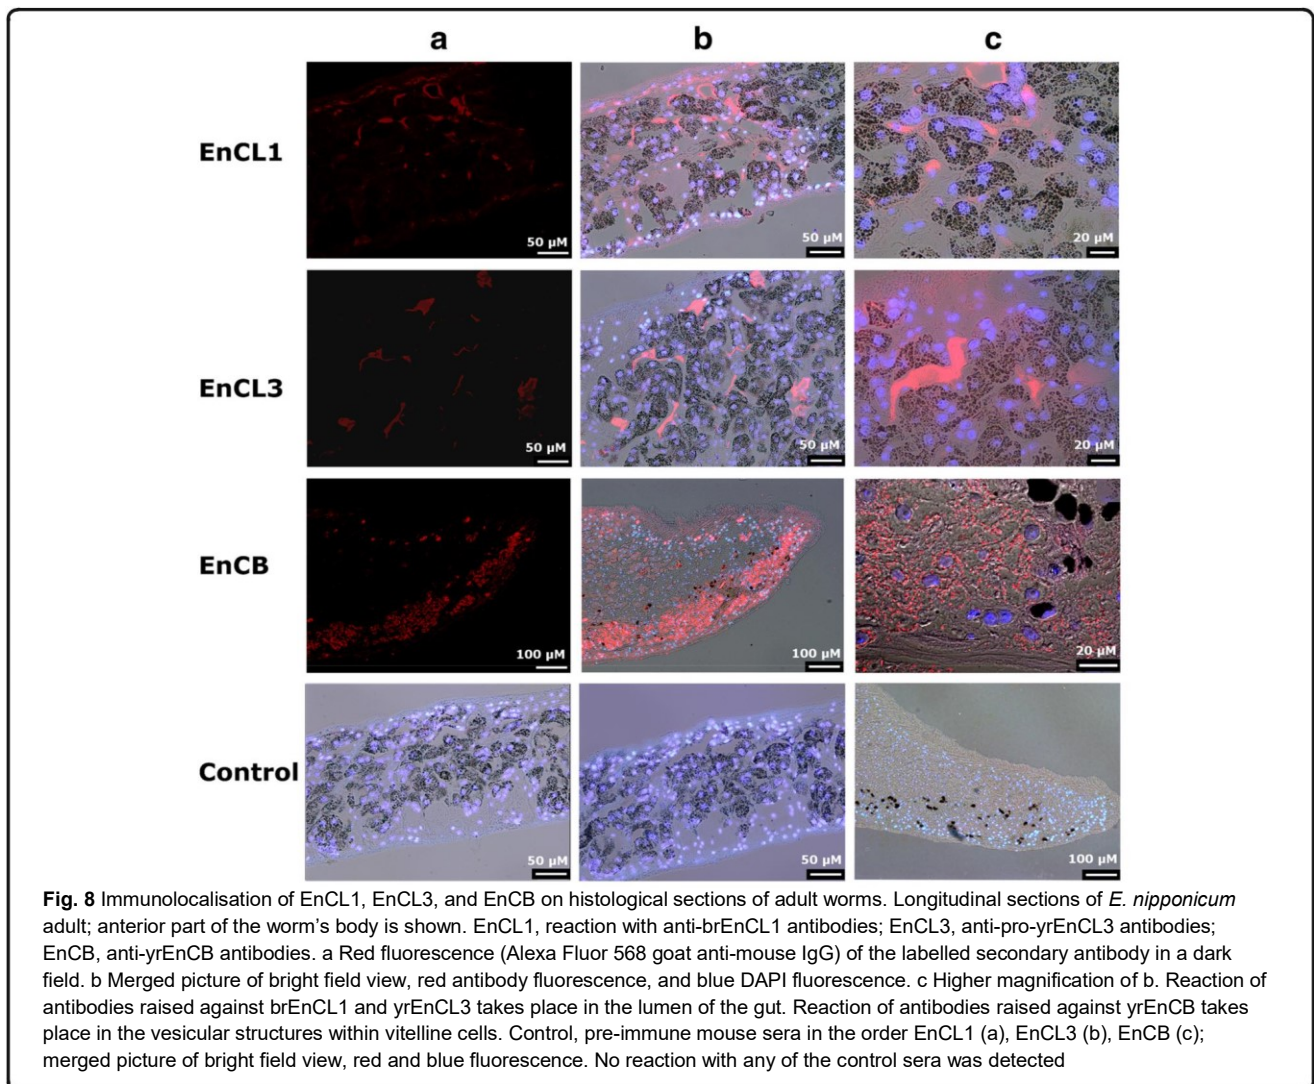 a b c
EnCL1
50 µM 50 µM 20 µM
EnCL3
50 µM 50 µM 20 µM
EnCB
100 µM 100 µM 20 µM
Control
50 µM 50 µM 100 µM
Fig. 8 Immunolocalisation of EnCL1, EnCL3, and EnCB on histological sections of adult worms. Longitudinal sections of E. nipponicum
adult; anterior part of the worm's body is shown. EnCL1, reaction with anti-brEnCL1 antibodies; EnCL3, anti-pro-yrEnCL3 antibodies;
EnCB, anti-yrEnCB antibodies. a Red fluorescence (Alexa Fluor 568 goat anti-mouse IgG) of the labelled secondary antibody in a dark
field. b Merged picture of bright field view, red antibody fluorescence, and blue DAPI fluorescence. c Higher magnification of b. Reaction of
antibodies raised against brEnCL1 and yrEnCL3 takes place in the lumen of the gut. Reaction of antibodies raised against yrEnCB takes
place in the vesicular structures within vitelline cells. Control, pre-immune mouse sera in the order EnCL1 (a), EnCL3 (b), EnCB (c);
merged picture of bright field view, red and blue fluorescence. No reaction with any of the control sera was detected